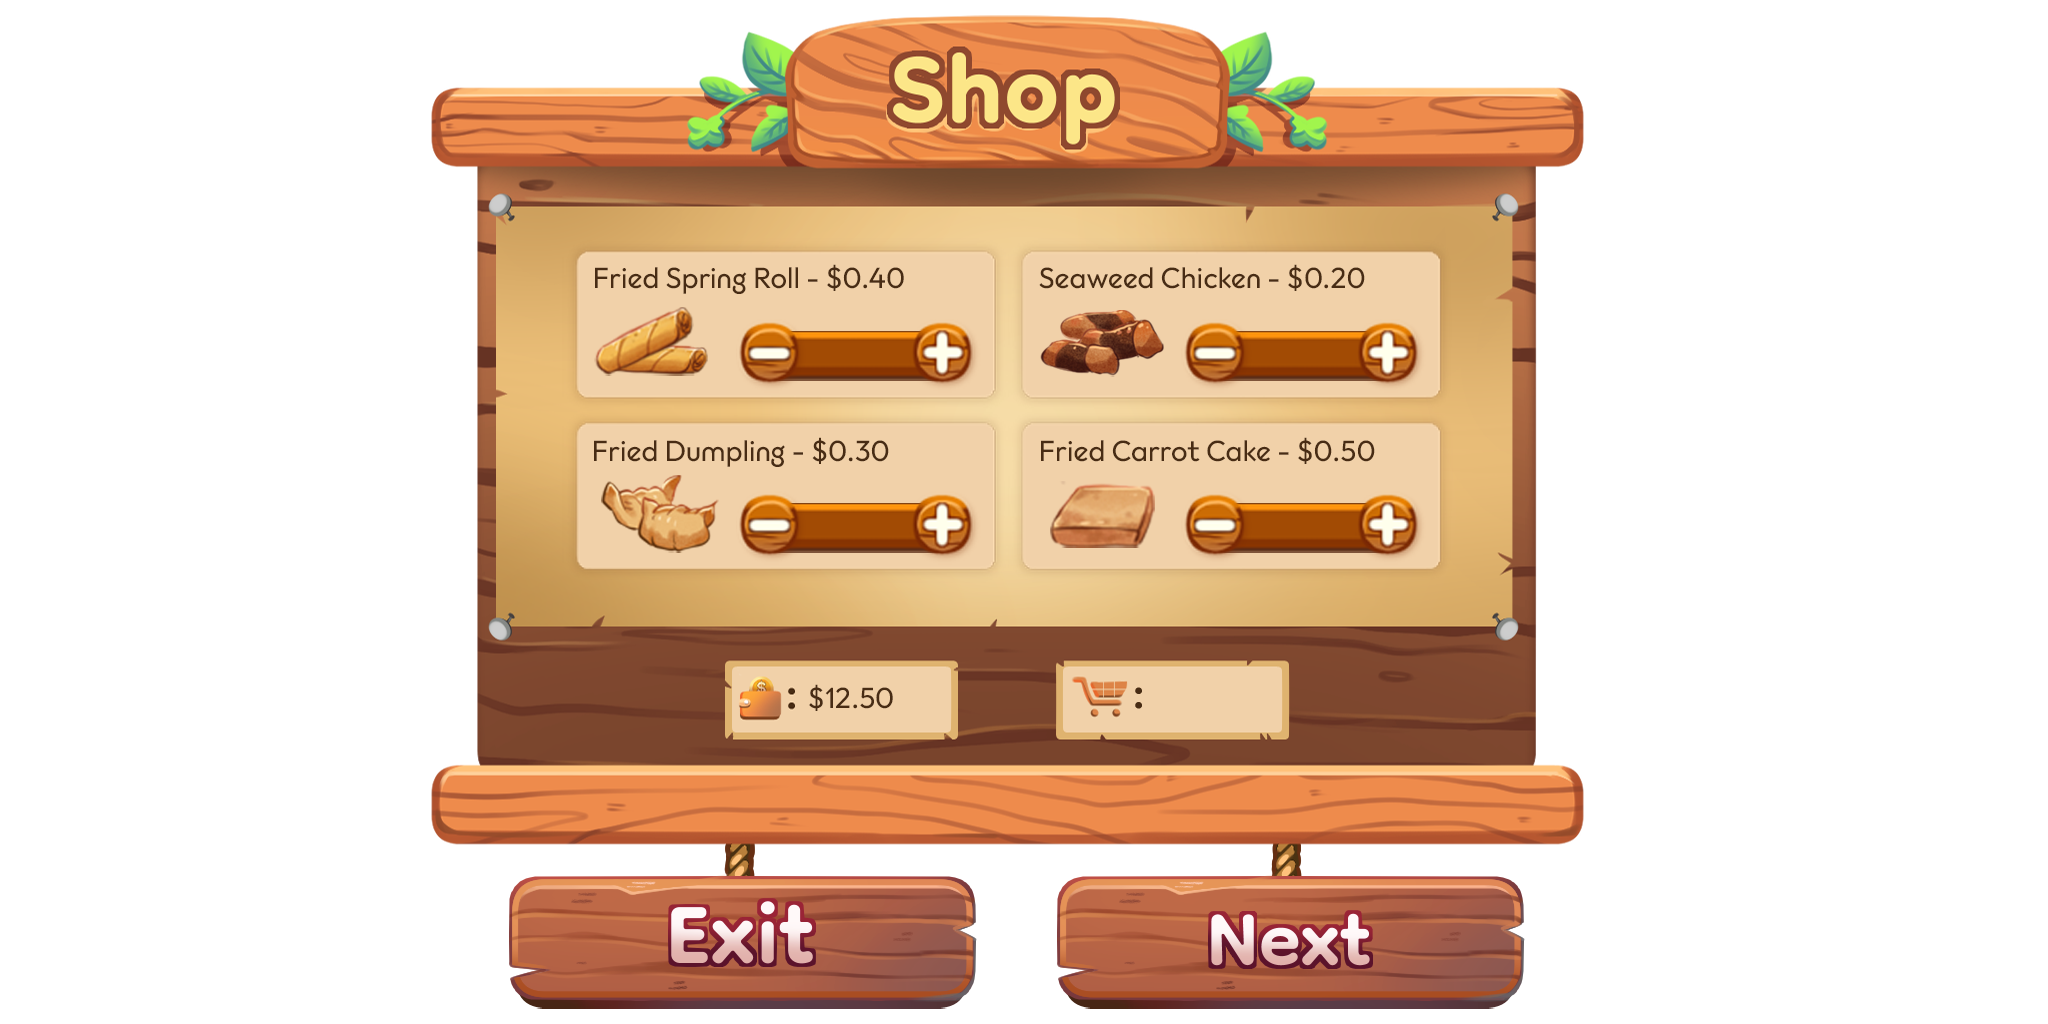 Shop
Fried Spring Roll - $0.40
Seaweed Chicken - $0.20
Fried Dumpling - $0.30
Fried Carrot Cake - $0.50
: $12.50
:
Exit
Next